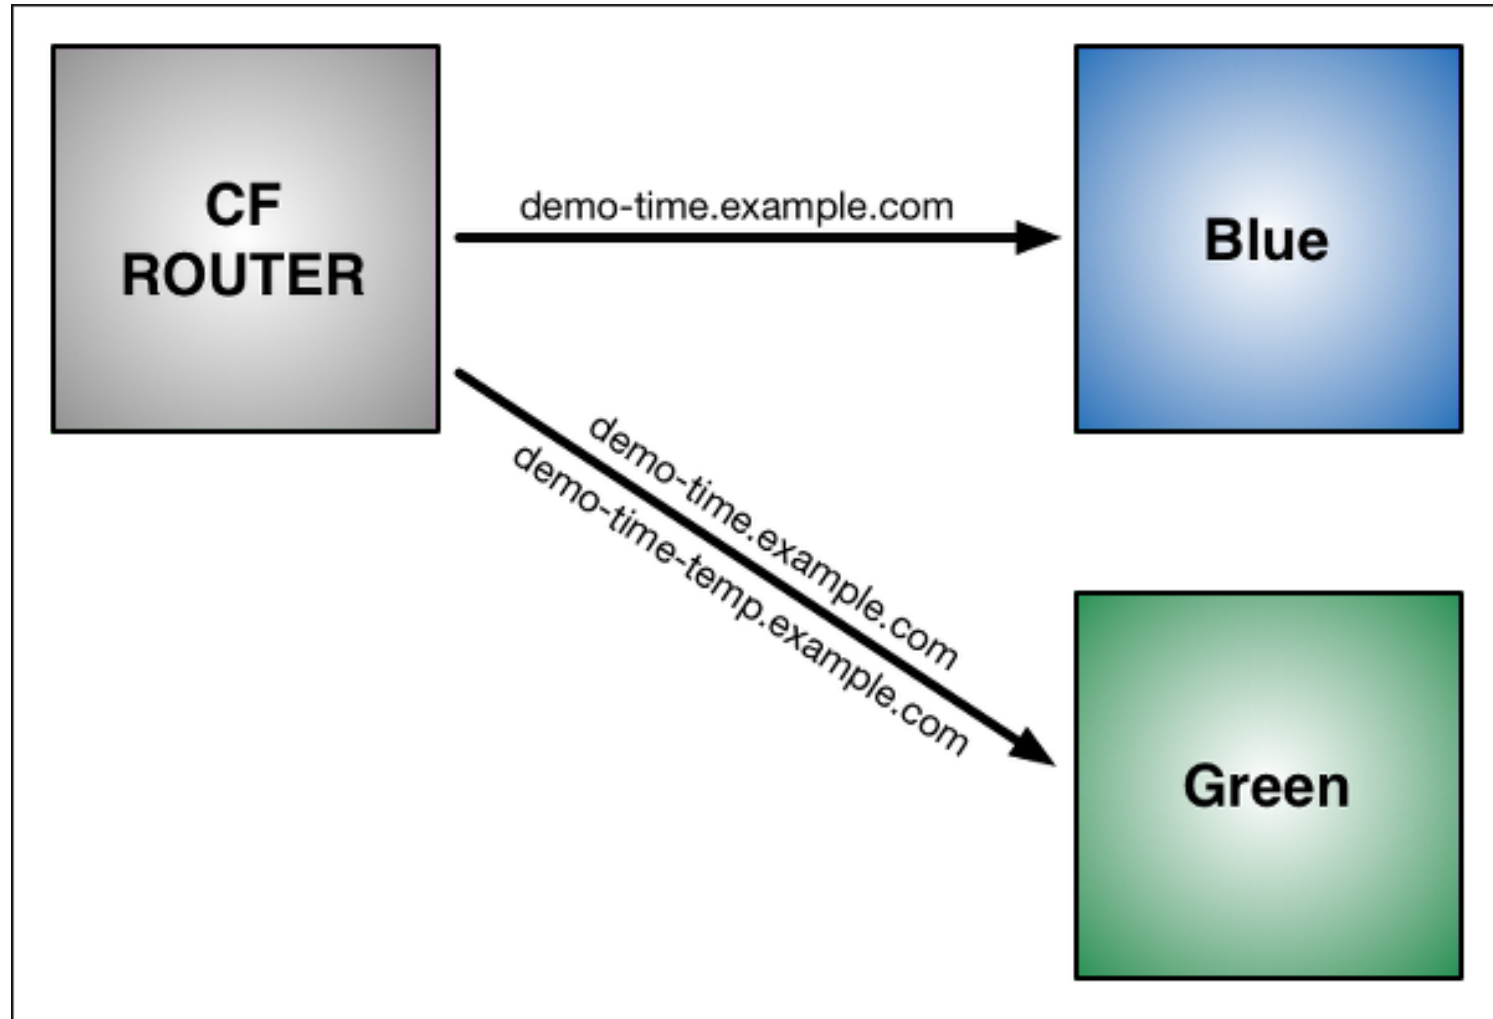 CF
ROUTER
demo-time.example.com
Blue
demo-time.example.com
demo-time-temp.example.com
Green